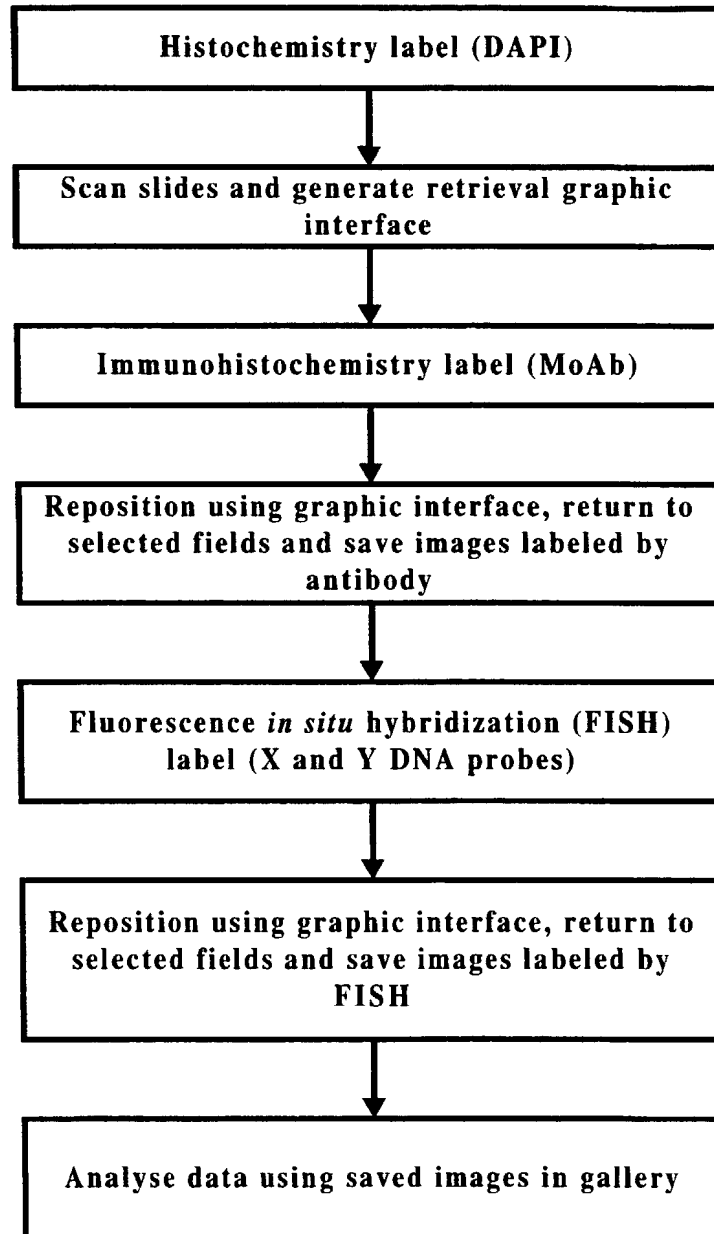 Histochemistry label (DAPI)
Scan slides and generate retrieval graphic
interface
Immunohistochemistry label (MoAb)
Reposition using graphic interface, return to
selected fields and save images labeled by
antibody
Fluorescence in situ hybridization (FISH)
label (X and Y DNA probes)
Reposition using graphic interface, return to
selected fields and save images labeled by
FISH
Analyse data using saved images in gallery